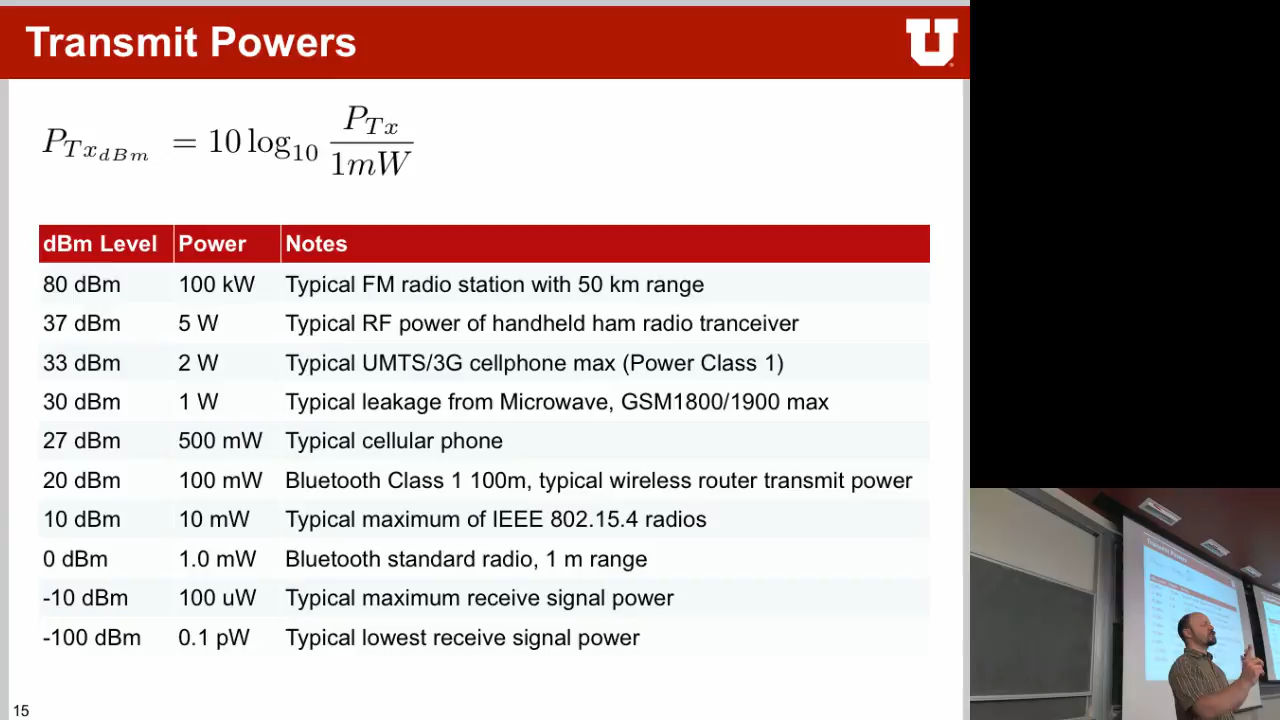 Transmit Powers
U
P_{Tx_{dBm}} = 10 log_{10} \frac{P_{Tx}}{1mW}
dBm Level Power Notes
80 dBm 100 kW Typical FM radio station with 50 km range
37 dBm 5 W Typical RF power of handheld ham radio tranceiver
33 dBm 2 W Typical UMTS/3G cellphone max (Power Class 1)
30 dBm 1 W Typical leakage from Microwave, GSM1800/1900 max
27 dBm 500 mW Typical cellular phone
20 dBm 100 mW Bluetooth Class 1 100m, typical wireless router transmit power
10 dBm 10 mW Typical maximum of IEEE 802.15.4 radios
0 dBm 1.0 mW Bluetooth standard radio, 1 m range
-10 dBm 100 uW Typical maximum receive signal power
-100 dBm 0.1 pW Typical lowest receive signal power
15
Transmit Powers